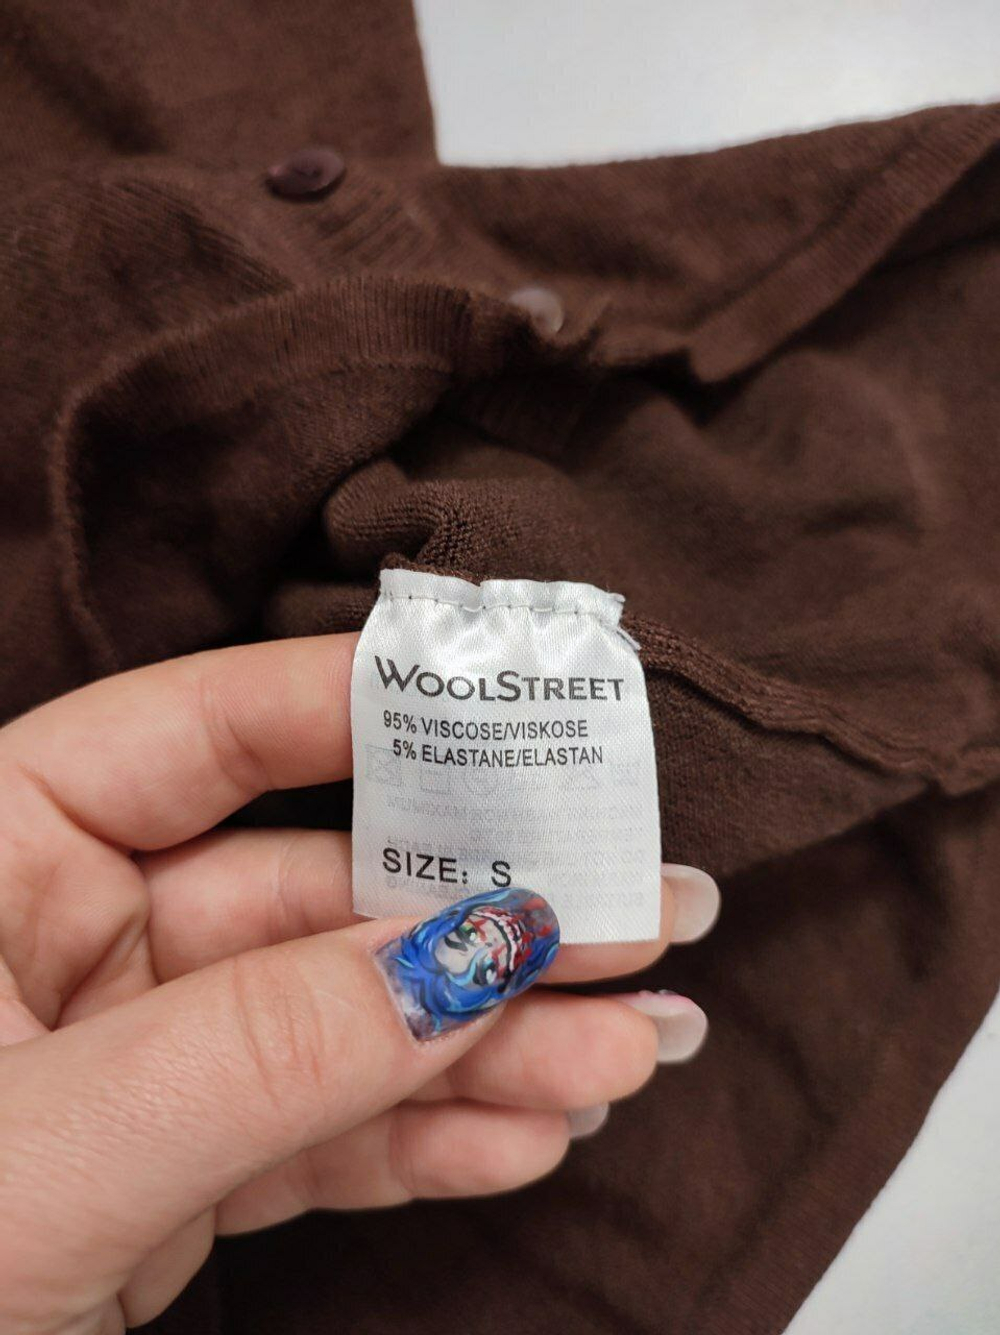 WOOLSTREET
95% VISCOSE/VISKOSE
5% ELASTANE/ELASTAN
SIZE: S